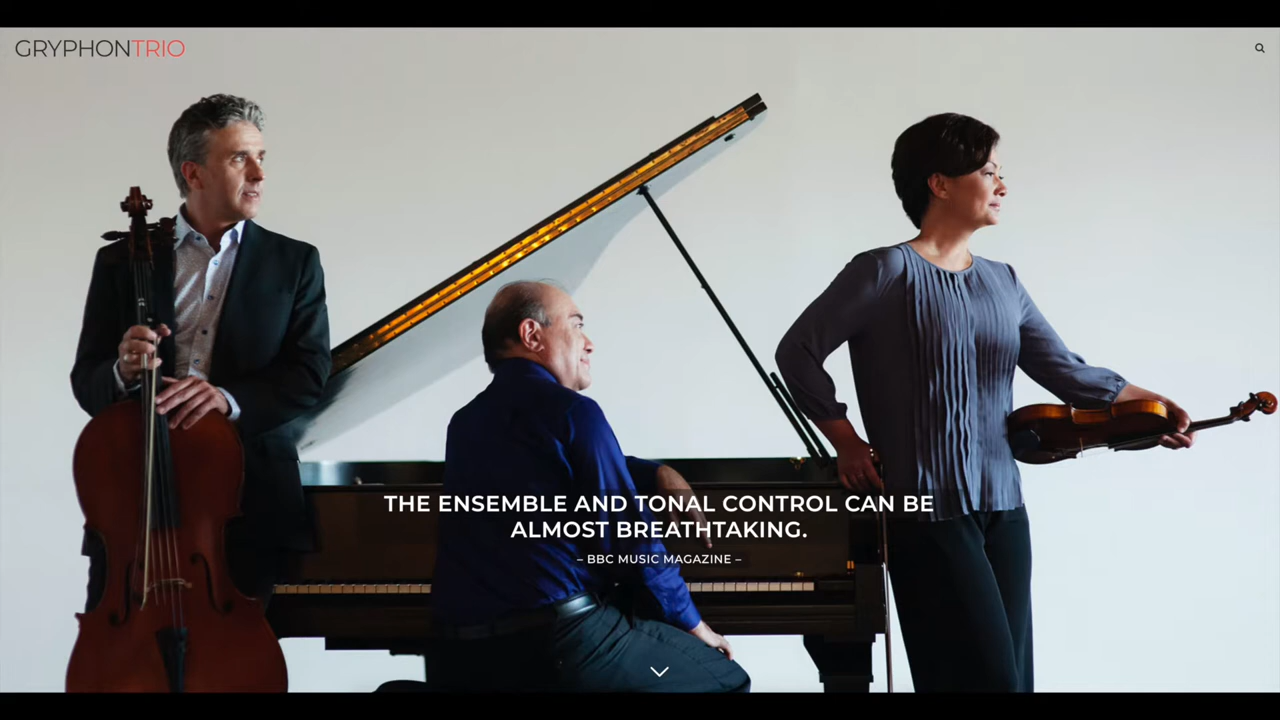 GRYPHONTRIO
THE ENSEMBLE AND TONAL CONTROL CAN BE
ALMOST BREATHTAKING.
– BBC MUSIC MAGAZINE –